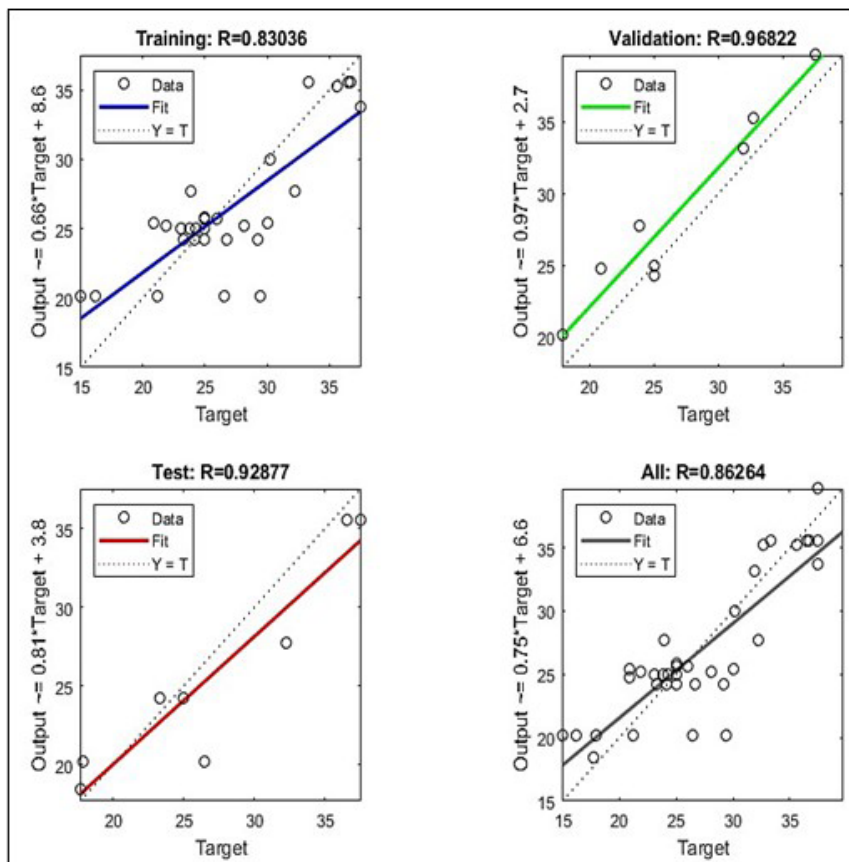 Training: R=0.83036
Data
Fit
Y = T
Output ~= 0.66*Target + 8.6
35
30
25
20
15
15 20 25 30 35
Target
Validation: R=0.96822
Data
Fit
Y = T
Output ~= 0.97*Target + 2.7
35
30
25
20
20 25 30 35
Target
Test: R=0.92877
Data
Fit
Y = T
Output ~= 0.81*Target + 3.8
35
30
25
20
20 25 30 35
Target
All: R=0.86264
Data
Fit
Y = T
Output ~= 0.75*Target + 6.6
35
30
25
20
15
15 20 25 30 35
Target